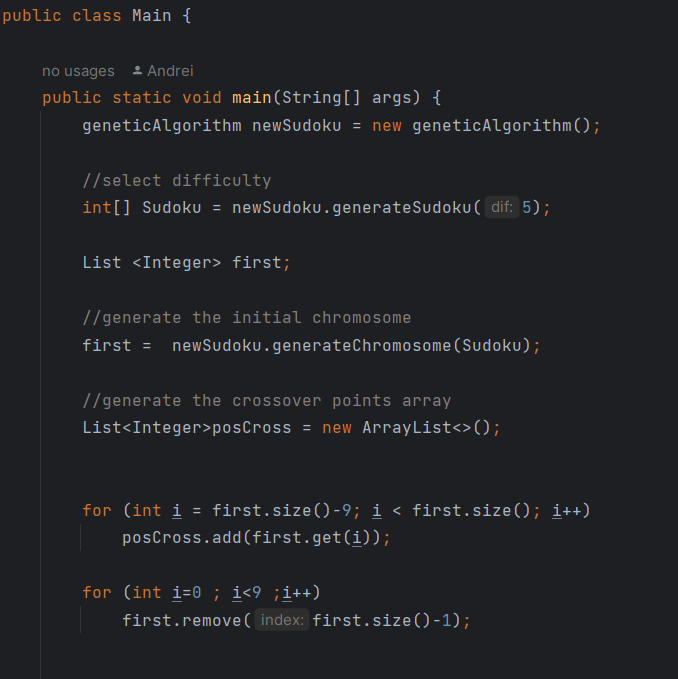 public class Main {
no usages Andrei
public static void main(String[] args) {
geneticAlgorithm newSudoku = new geneticAlgorithm();
//select difficulty
int[] Sudoku = newSudoku.generateSudoku( dif: 5);
List <Integer> first;
//generate the initial chromosome
first =  newSudoku.generateChromosome(Sudoku);
//generate the crossover points array
List<Integer>posCross = new ArrayList<>();
for (int i = first.size()-9; i < first.size(); i++)
posCross.add(first.get(i));
for (int i=0 ; i<9 ;i++)
first.remove( index: first.size()-1);